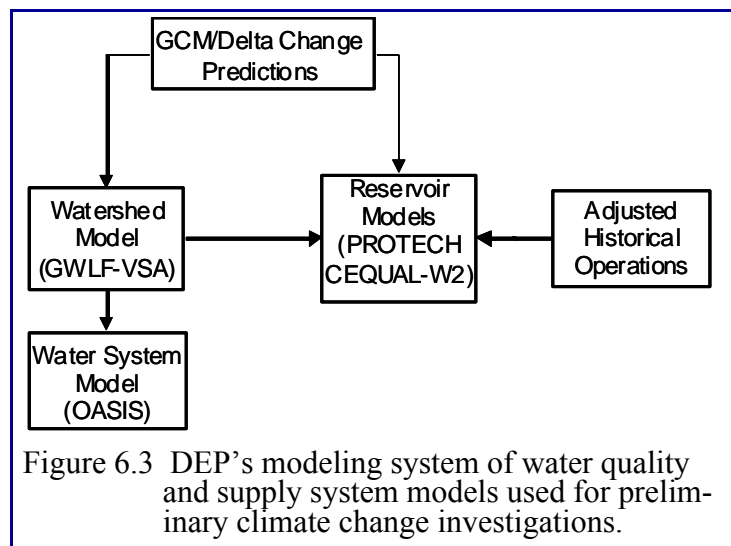 GCM/Delta Change
Predictions
Watershed
Model
(GWLF-VSA)
Reservoir
Models
(PROTECH
CEQUAL-W2)
Adjusted
Historical
Operations
Water System
Model
(OASIS)
Figure 6.3 DEP's modeling system of water quality
and supply system models used for prelim-
inary climate change investigations.